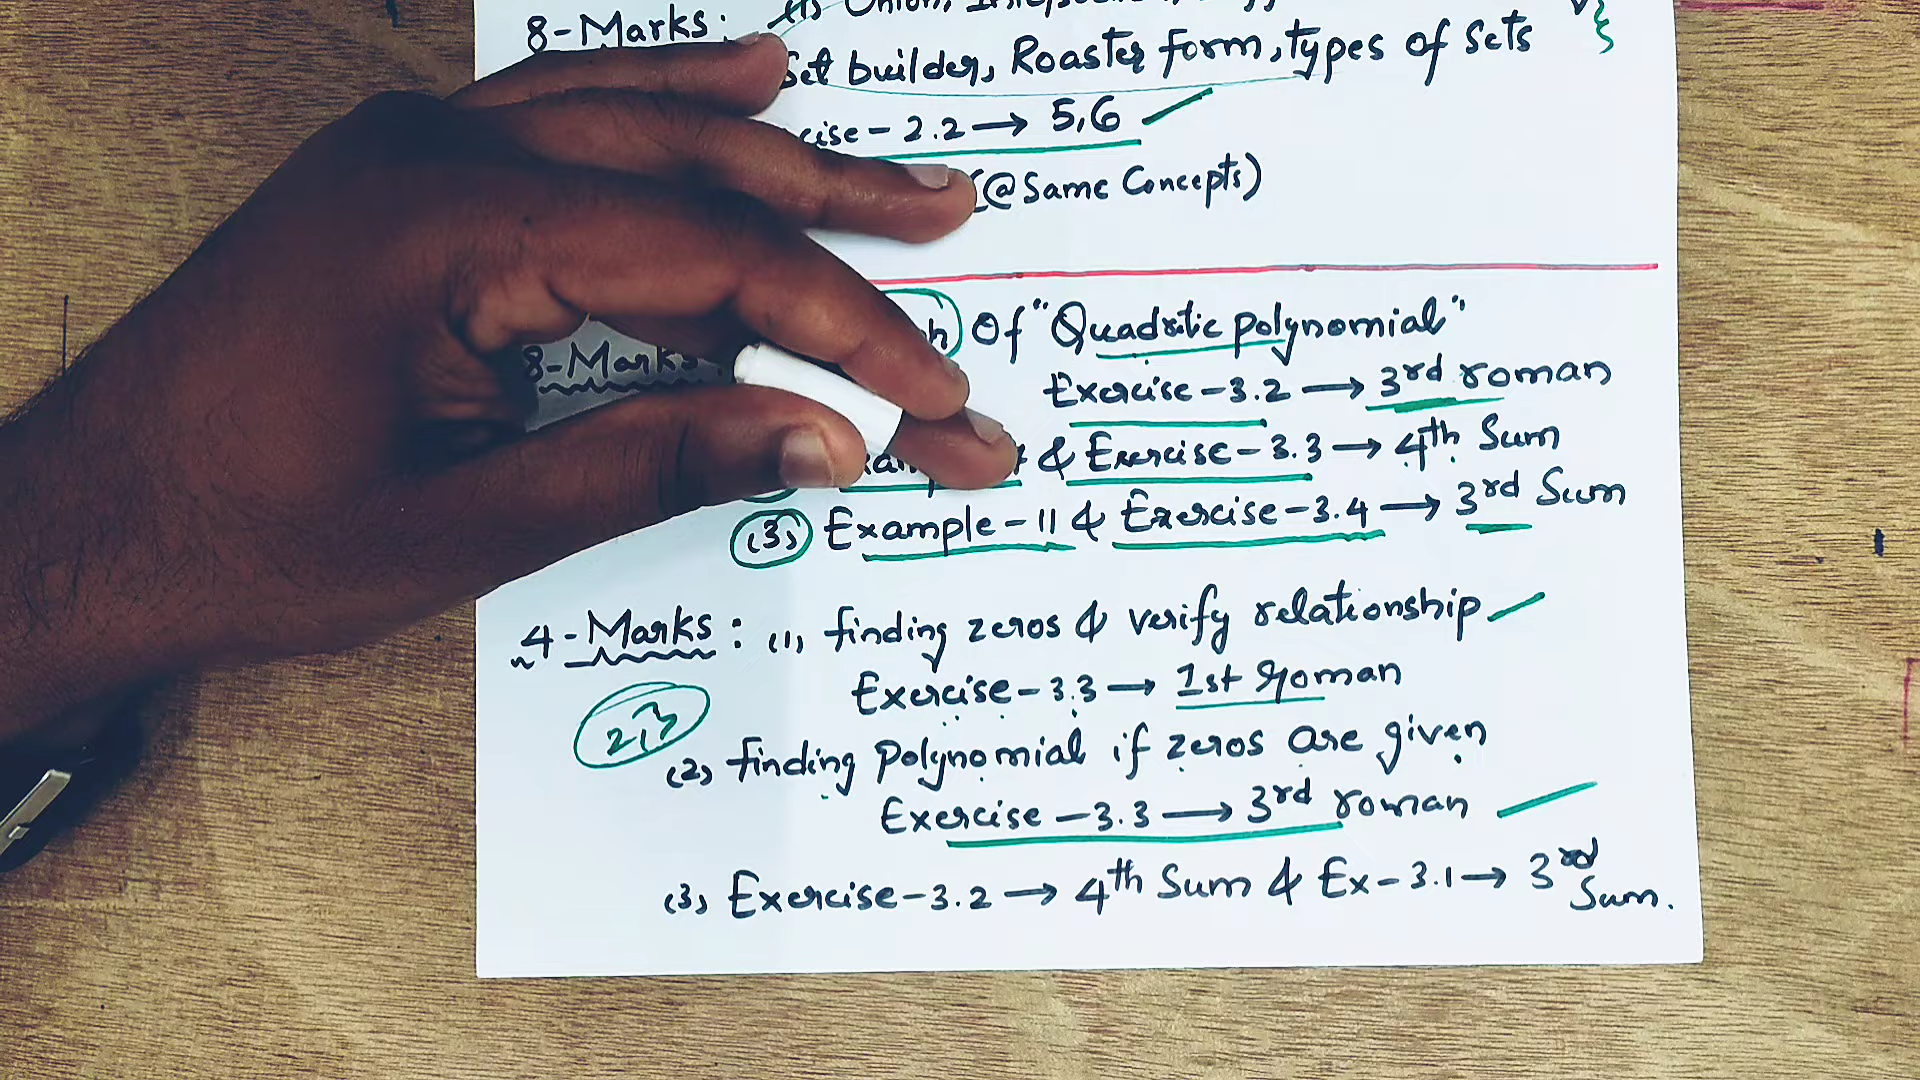 8-Marks: (1) Union,
Set builder, Roaster form, types of Sets
cise-2.2 → 5,6
(@Same Concepts)
8-Marks: Of "Quadratic polynomial"
Exercise-3.2 → 3rd roman
& Exercise-3.3 → 4th Sum
(3) Example-11 & Exercise-3.4 → 3rd Sum
4-Marks: (1) finding zeros & verify relationship
Exercise-3.3 → 1st roman
2,3
(2) finding Polynomial if zeros are given
Exercise-3.3 → 3rd roman
(3) Exercise-3.2 → 4th Sum & Ex-3.1 → 3rd Sum.